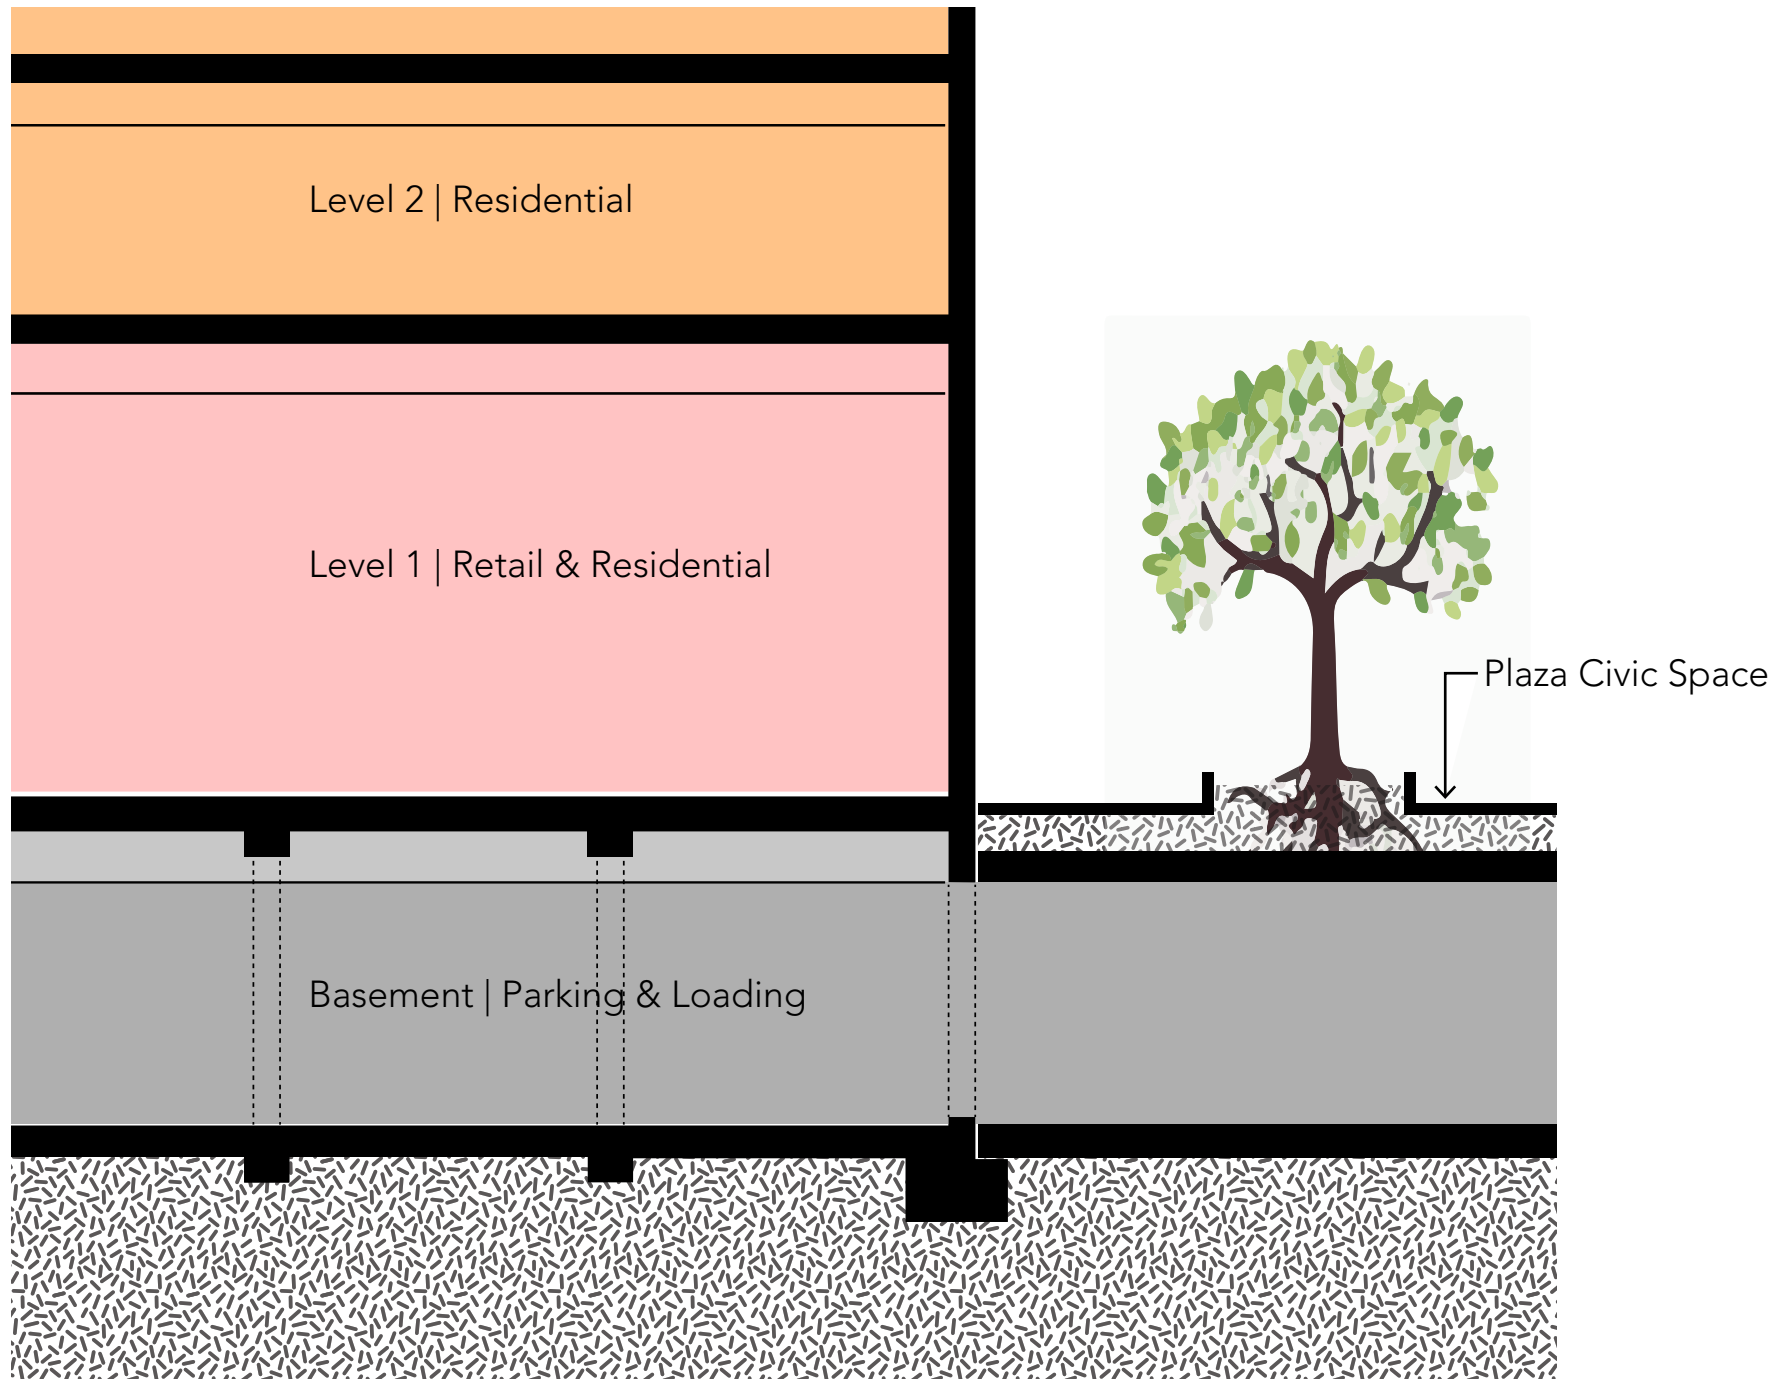 Level 2 | Residential
Level 1 | Retail & Residential
Plaza Civic Space
Basement | Parking & Loading